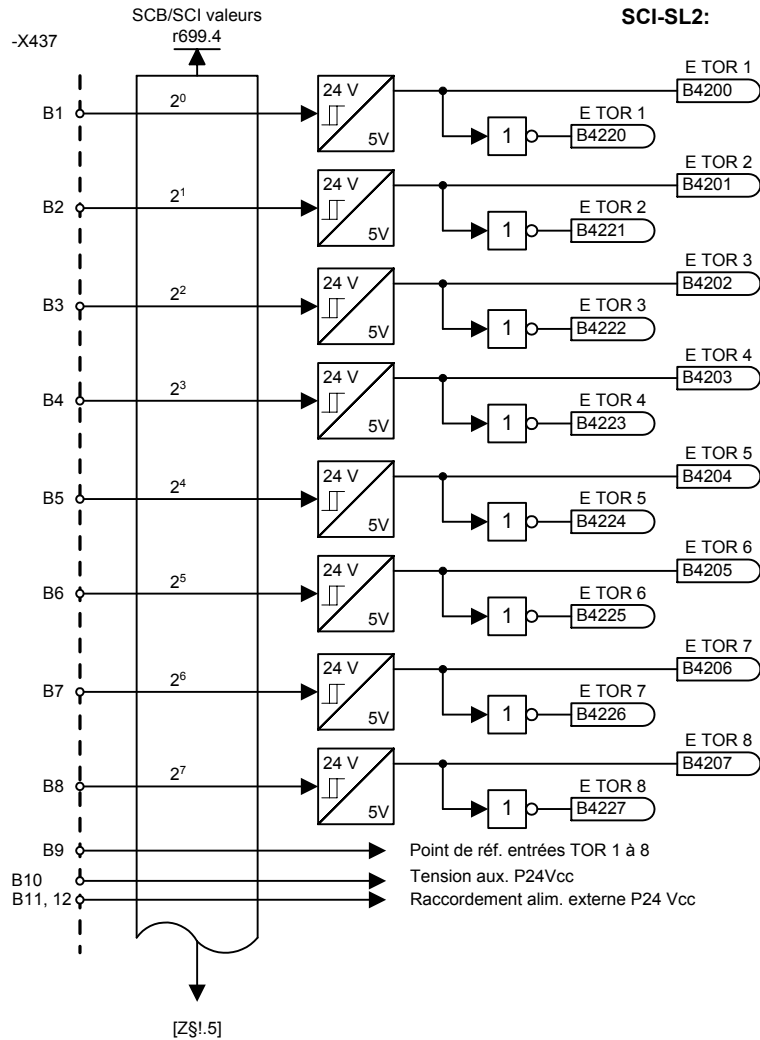 SCB/SCI valeurs
r699.4
SCI-SL2:
-X437
E TOR 1
B4200
B1
2⁰
24 V
5V
E TOR 1
1
B4220
E TOR 2
B4201
B2
2¹
24 V
5V
E TOR 2
1
B4221
E TOR 3
B4202
B3
2²
24 V
5V
E TOR 3
1
B4222
E TOR 4
B4203
B4
2³
24 V
5V
E TOR 4
1
B4223
E TOR 5
B4204
B5
2⁴
24 V
5V
E TOR 5
1
B4224
E TOR 6
B4205
B6
2⁵
24 V
5V
E TOR 6
1
B4225
E TOR 7
B4206
B7
2⁶
24 V
5V
E TOR 7
1
B4226
E TOR 8
B4207
B8
2⁷
24 V
5V
E TOR 8
1
B4227
B9
Point de réf. entrées TOR 1 à 8
B10
Tension aux. P24Vcc
B11, 12
Raccordement alim. externe P24 Vcc
[Z§!.5]